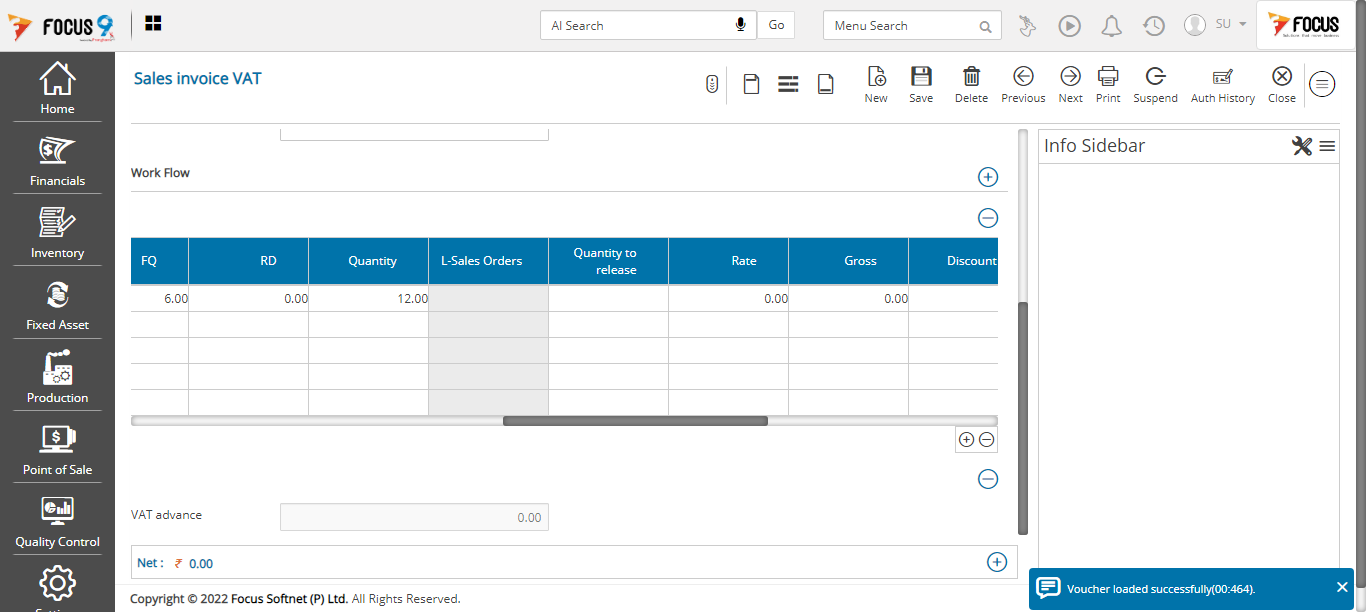 FOCUS 9
AI Search
Go
Menu Search
SU
FOCUS
Home
Financials
Inventory
Fixed Asset
Production
Point of Sale
Quality Control
Sales invoice VAT
New
Save
Delete
Previous
Next
Print
Suspend
Auth History
Close
Work Flow
FQ RD Quantity L-Sales Orders Quantity to release Rate Gross Discount
6.00 0.00 12.00 0.00 0.00
VAT advance 0.00
Net : ₹ 0.00
Copyright © 2022 Focus Softnet (P) Ltd. All Rights Reserved.
Info Sidebar
Voucher loaded successfully(00:464).